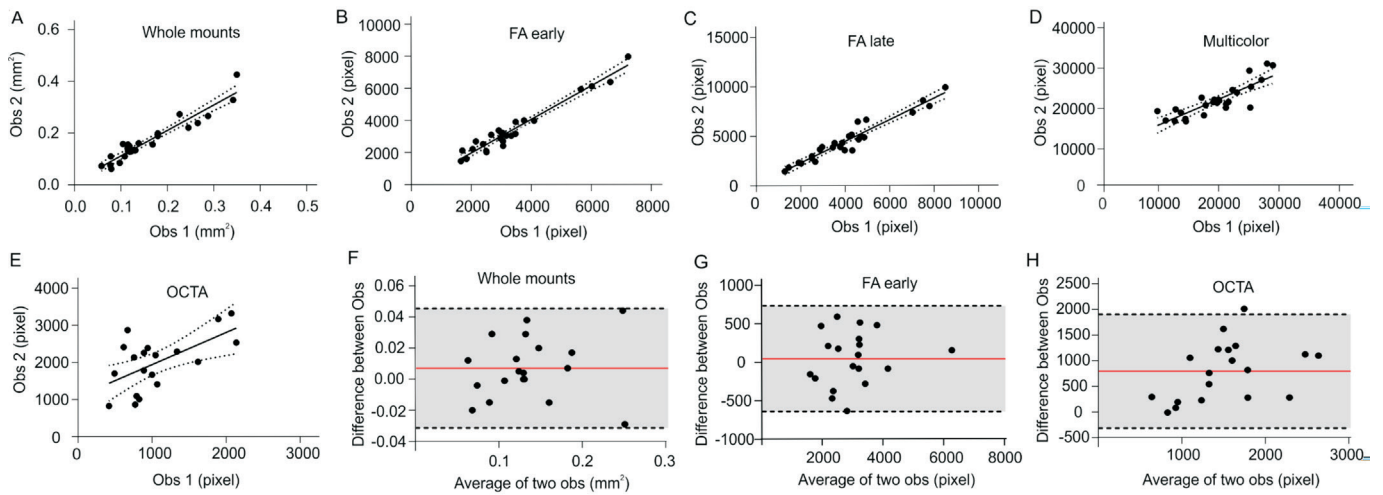 A
Whole mounts
Obs 2 (mm²)
0.6
0.4
0.2
0.0
0.0 0.1 0.2 0.3 0.4 0.5
Obs 1 (mm²)
B
FA early
Obs 2 (pixel)
10000
8000
6000
4000
2000
0
0 2000 4000 6000 8000
Obs 1 (pixel)
C
FA late
Obs 2 (pixel)
15000
10000
5000
0
0 2000 4000 6000 8000 10000
Obs 1 (pixel)
D
Multicolor
Obs 2 (pixel)
40000
30000
20000
10000
0
0 10000 20000 30000 40000
Obs 1 (pixel)
E
OCTA
Obs 2 (pixel)
4000
3000
2000
1000
0
0 1000 2000 3000
Obs 1 (pixel)
F
Whole mounts
Difference between Obs
0.06
0.04
0.02
0.00
-0.02
-0.04
0.1 0.2 0.3
Average of two obs (mm²)
G
FA early
Difference between Obs
1000
500
0
-500
-1000
0 2000 4000 6000 8000
Average of two obs (pixel)
H
OCTA
Difference between Obs
2500
2000
1500
1000
500
0
-500
0 1000 2000 3000
Average of two obs (pixel)